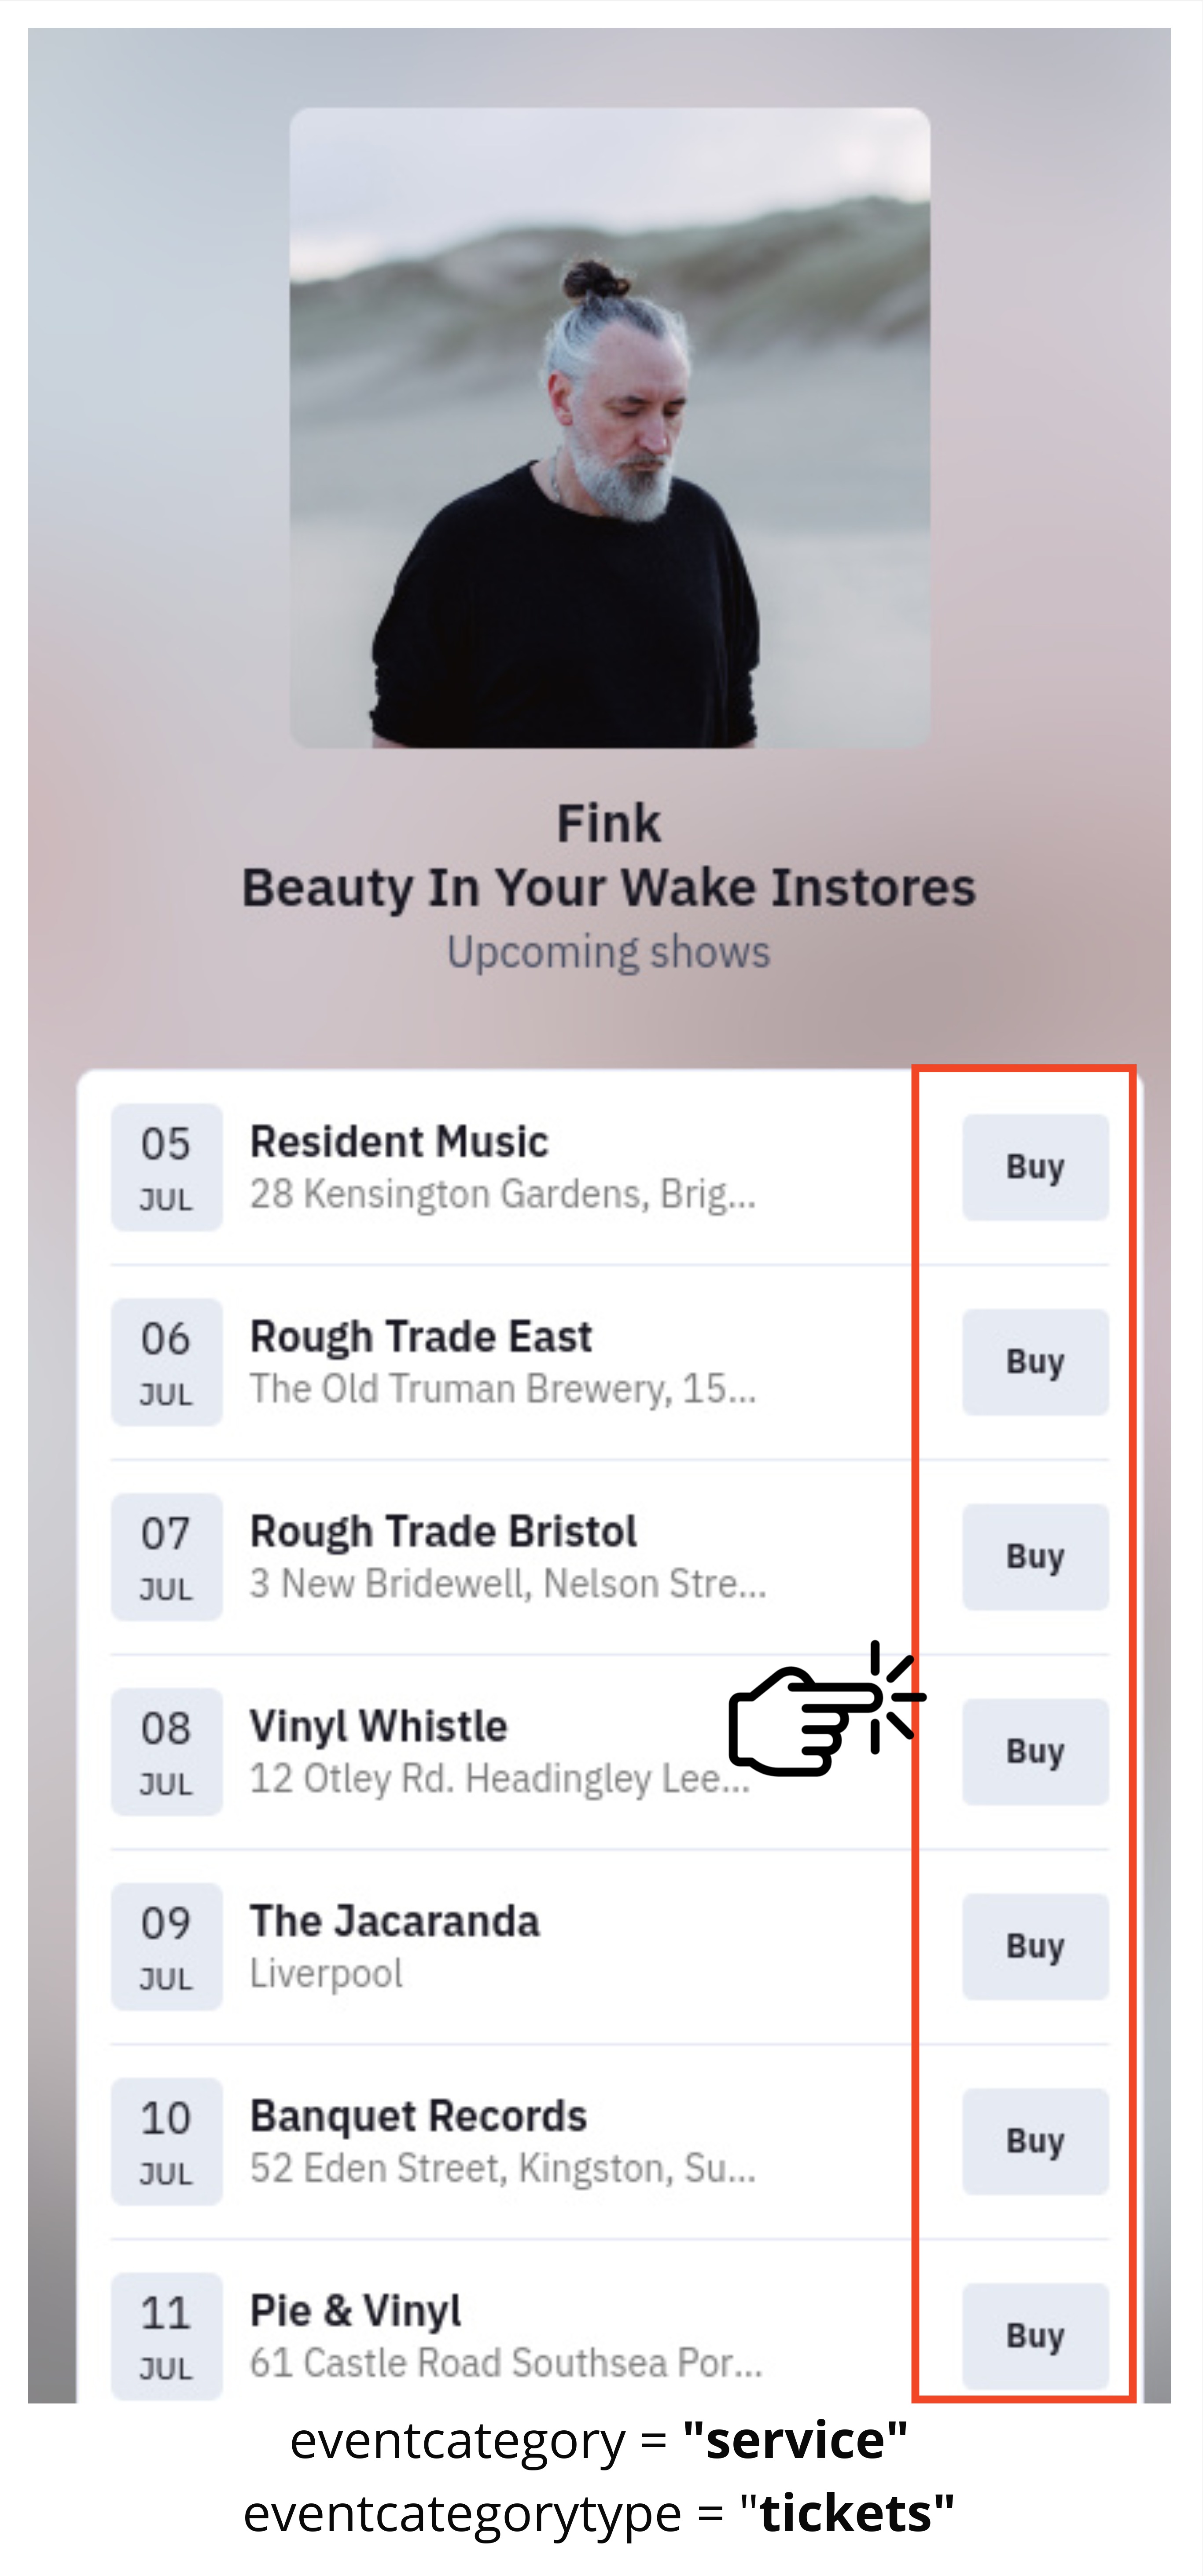 Fink
Beauty In Your Wake Instores
Upcoming shows
05
JUL
Resident Music
28 Kensington Gardens, Brig...
Buy
06
JUL
Rough Trade East
The Old Truman Brewery, 15...
Buy
07
JUL
Rough Trade Bristol
3 New Bridewell, Nelson Stre...
Buy
08
JUL
Vinyl Whistle
12 Otley Rd. Headingley Lee...
Buy
09
JUL
The Jacaranda
Liverpool
Buy
10
JUL
Banquet Records
52 Eden Street, Kingston, Su...
Buy
11
JUL
Pie & Vinyl
61 Castle Road Southsea Por...
Buy
eventcategory = "service"
eventcategorytype = "tickets"